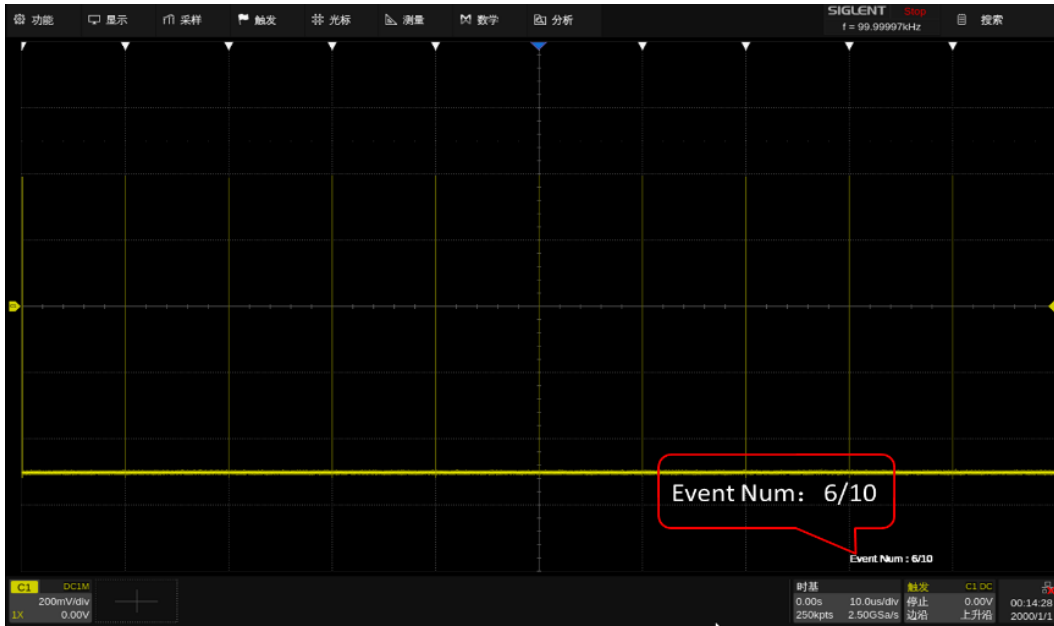 功能 显示 采样 触发 光标 测量 数学 分析 SIGLENT Stop 搜索
f = 99.99997kHz
Event Num： 6/10
Event Num : 6/10
C1 DC1M 时基 触发 C1 DC
200mV/div 0.00s 10.0us/div 停止 0.00V 00:14:28
1X 0.00V 250kpts 2.50GSa/s 边沿 上升沿 2000/1/1